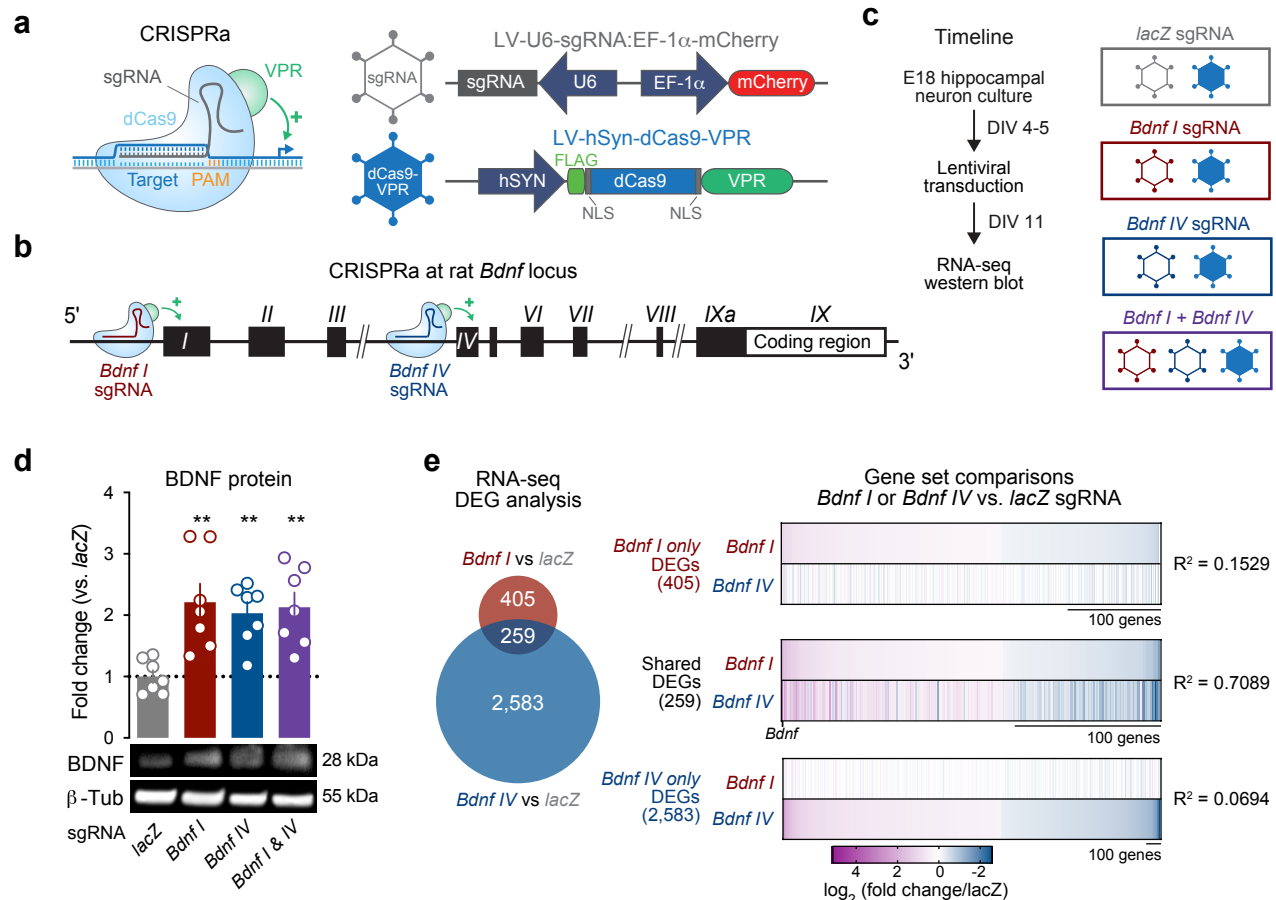 a
CRISPRa
sgRNA
VPR
dCas9
+
Target
PAM
LV-U6-sgRNA:EF-1α-mCherry
sgRNA
sgRNA
U6
EF-1α
mCherry
LV-hSyn-dCas9-VPR
dCas9-
VPR
FLAG
hSYN
dCas9
VPR
NLS
NLS
b
CRISPRa at rat Bdnf locus
5'
+
I
II
III
+
IV
VI
VII
VIII
IXa
IX
Coding region
3'
Bdnf I
sgRNA
Bdnf IV
sgRNA
c
Timeline
E18 hippocampal
neuron culture
DIV 4-5
Lentiviral
transduction
DIV 11
RNA-seq
western blot
lacZ sgRNA
Bdnf I sgRNA
Bdnf IV sgRNA
Bdnf I + Bdnf IV
d
BDNF protein
Fold change (vs. lacZ)
4
3
2
1
0
**
**
**
BDNF
28 kDa
β-Tub
55 kDa
sgRNA
lacZ
Bdnf I
Bdnf IV
Bdnf I & IV
e
RNA-seq
DEG analysis
Bdnf I vs lacZ
405
259
2,583
Bdnf IV vs lacZ
Gene set comparisons
Bdnf I or Bdnf IV vs. lacZ sgRNA
Bdnf I only
DEGs
(405)
Bdnf I
Bdnf IV
R² = 0.1529
100 genes
Shared
DEGs
(259)
Bdnf I
Bdnf IV
R² = 0.7089
Bdnf
100 genes
Bdnf IV only
DEGs
(2,583)
Bdnf I
Bdnf IV
R² = 0.0694
100 genes
4 2 0 -2
log₂ (fold change/lacZ)